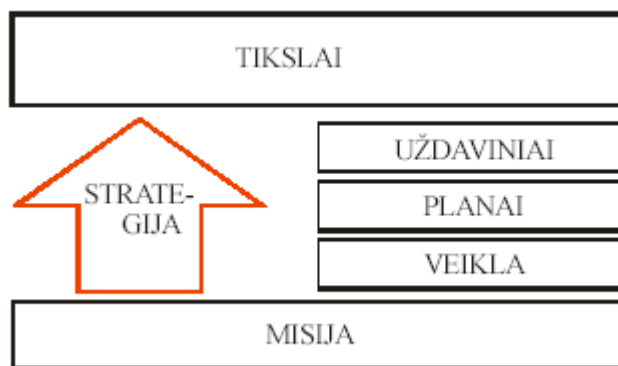 TIKSLAI
STRATE-
GIJA
UŽDAVINIAI
PLANAI
VEIKLA
MISIJA